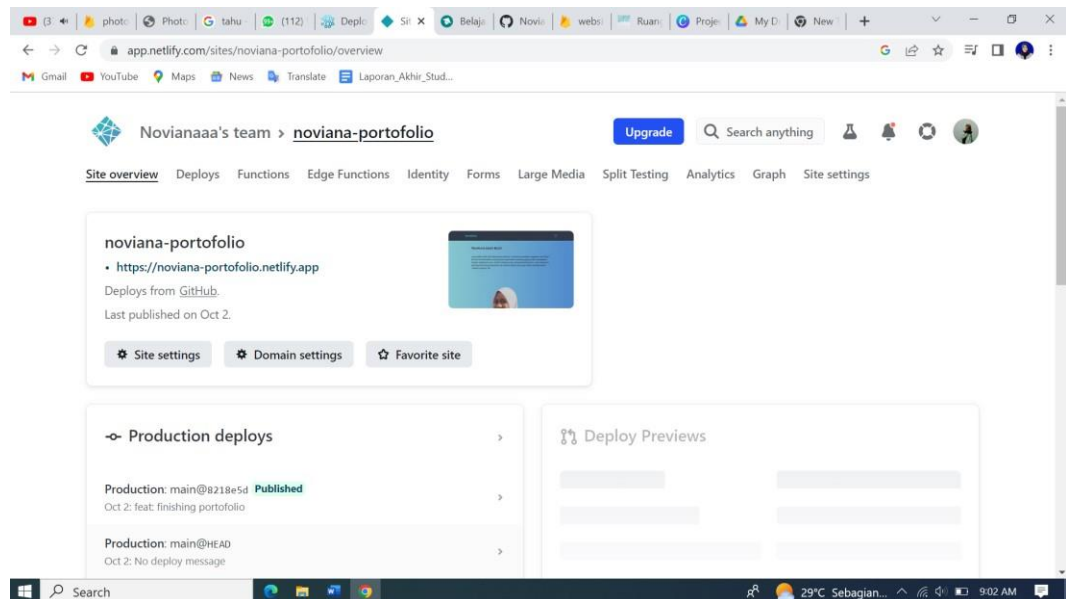 (3
photo
Photo
tahu
(112)
Deplo
Sit
Belaja
Novia
websi
Ruang
Projec
My D
New
app.netlify.com/sites/noviana-portofolio/overview
Gmail YouTube Maps News Translate Laporan_Akhir_Stud...
Novianaaa's team > noviana-portofolio
Upgrade
Search anything
Site overview Deploys Functions Edge Functions Identity Forms Large Media Split Testing Analytics Graph Site settings
noviana-portofolio
https://noviana-portofolio.netlify.app
Deploys from GitHub.
Last published on Oct 2.
Site settings Domain settings Favorite site
Production deploys
Production: main@8218e5d Published
Oct 2: feat: finishing portofolio
Production: main@HEAD
Oct 2: No deploy message
Deploy Previews
Search
29°C Sebagian... 9:02 AM